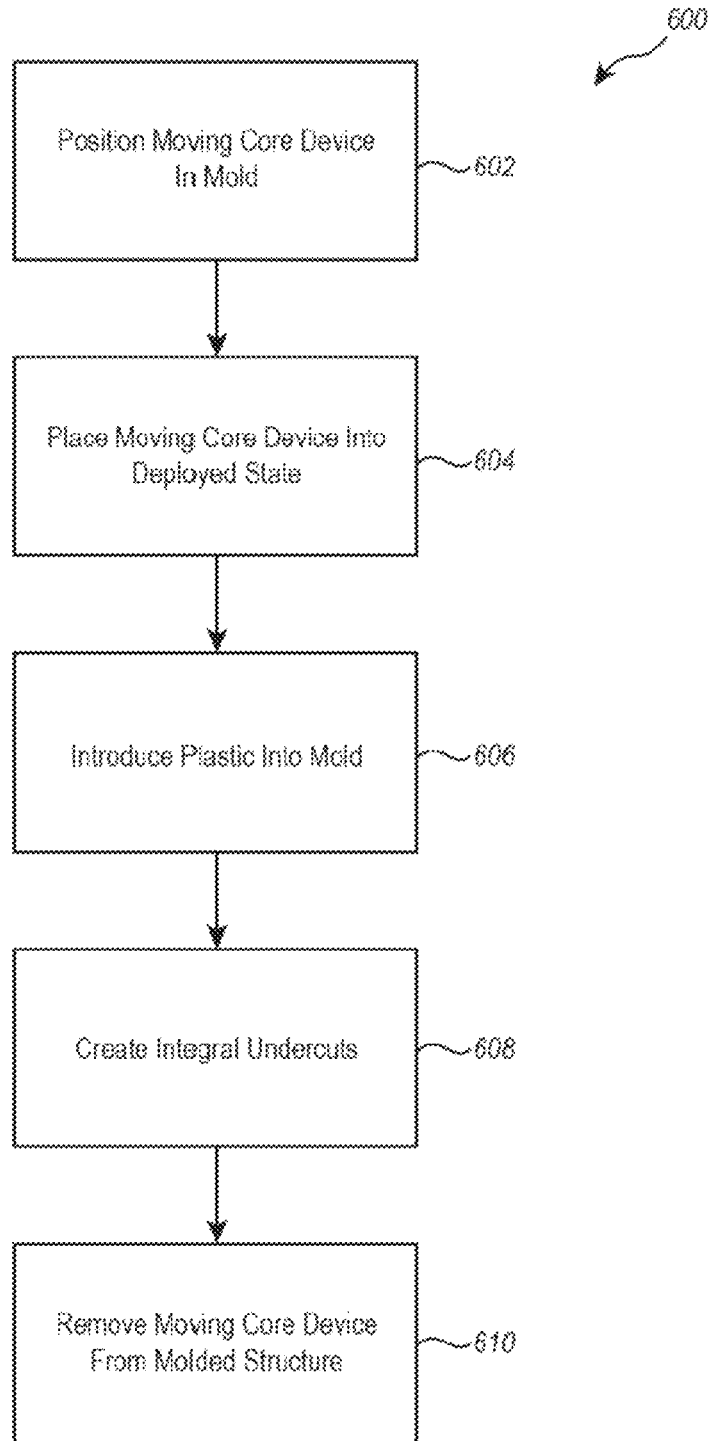 600
Position Moving Core Device
In Mold
602
Place Moving Core Device Into
Deployed State
604
Introduce Plastic Into Mold
606
Create Integral Undercuts
608
Remove Moving Core Device
From Molded Structure
610